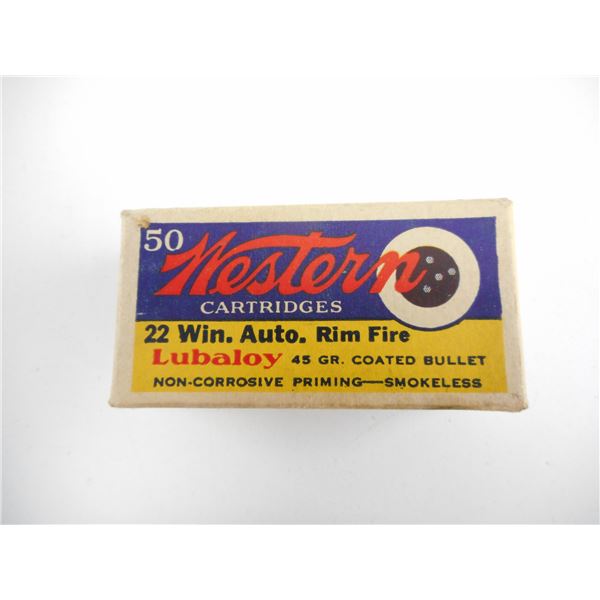 50 Western
CARTRIDGES
22 Win. Auto. Rim Fire
Lubaloy 45 GR. COATED BULLET
NON-CORROSIVE PRIMING—SMOKELESS